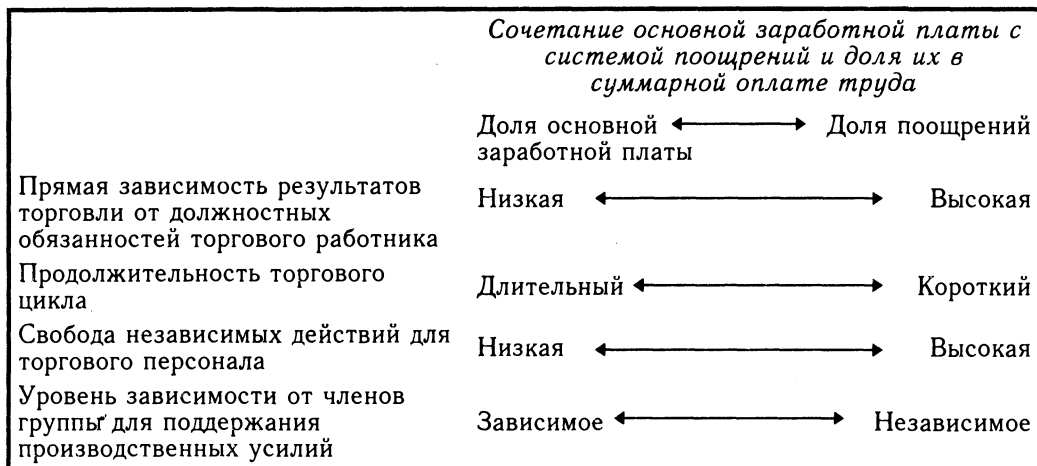 Сочетание основной заработной платы с
системой поощрений и доля их в
суммарной оплате труда
Доля основной Доля поощрений
заработной платы
Прямая зависимость результатов
торговли от должностных
обязанностей торгового работника
Низкая Высокая
Продолжительность торгового
цикла
Длительный Короткий
Свобода независимых действий для
торгового персонала
Низкая Высокая
Уровень зависимости от членов
группы для поддержания
производственных усилий
Зависимое Независимое